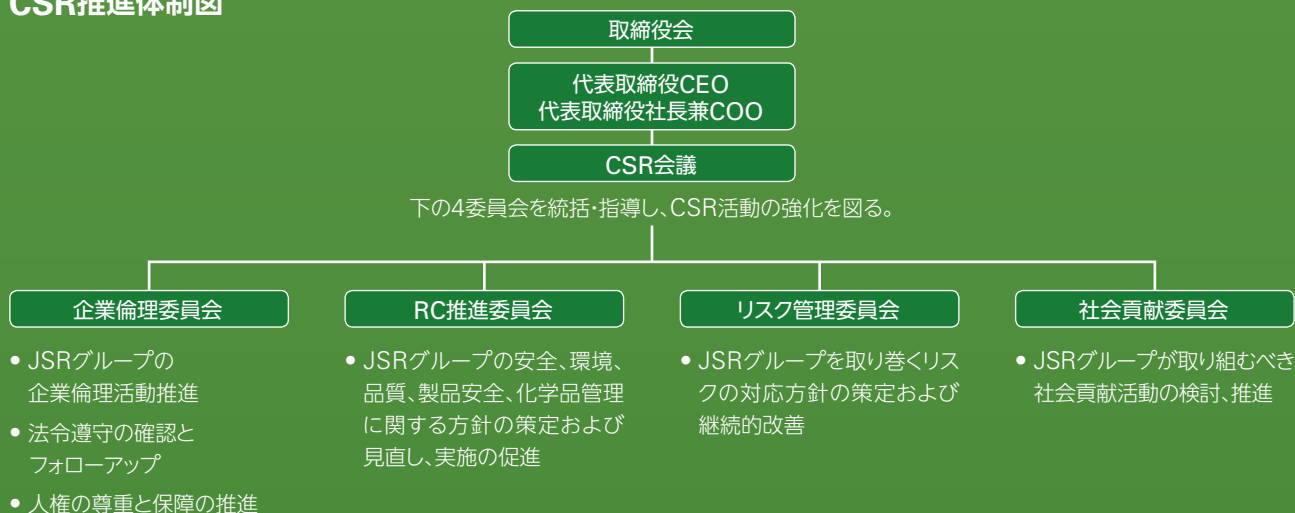 CSR推進体制図
取締役会
代表取締役CEO
代表取締役社長兼COO
CSR会議
下の4委員会を統括・指導し、CSR活動の強化を図る。
企業倫理委員会
• JSRグループの
企業倫理活動推進
• 法令遵守の確認と
フォローアップ
• 人権の尊重と保障の推進
RC推進委員会
• JSRグループの安全、環境、
品質、製品安全、化学品管理
に関する方針の策定および
見直し、実施の促進
リスク管理委員会
• JSRグループを取り巻くリス
クの対応方針の策定および
継続的改善
社会貢献委員会
• JSRグループが取り組むべき
社会貢献活動の検討、推進